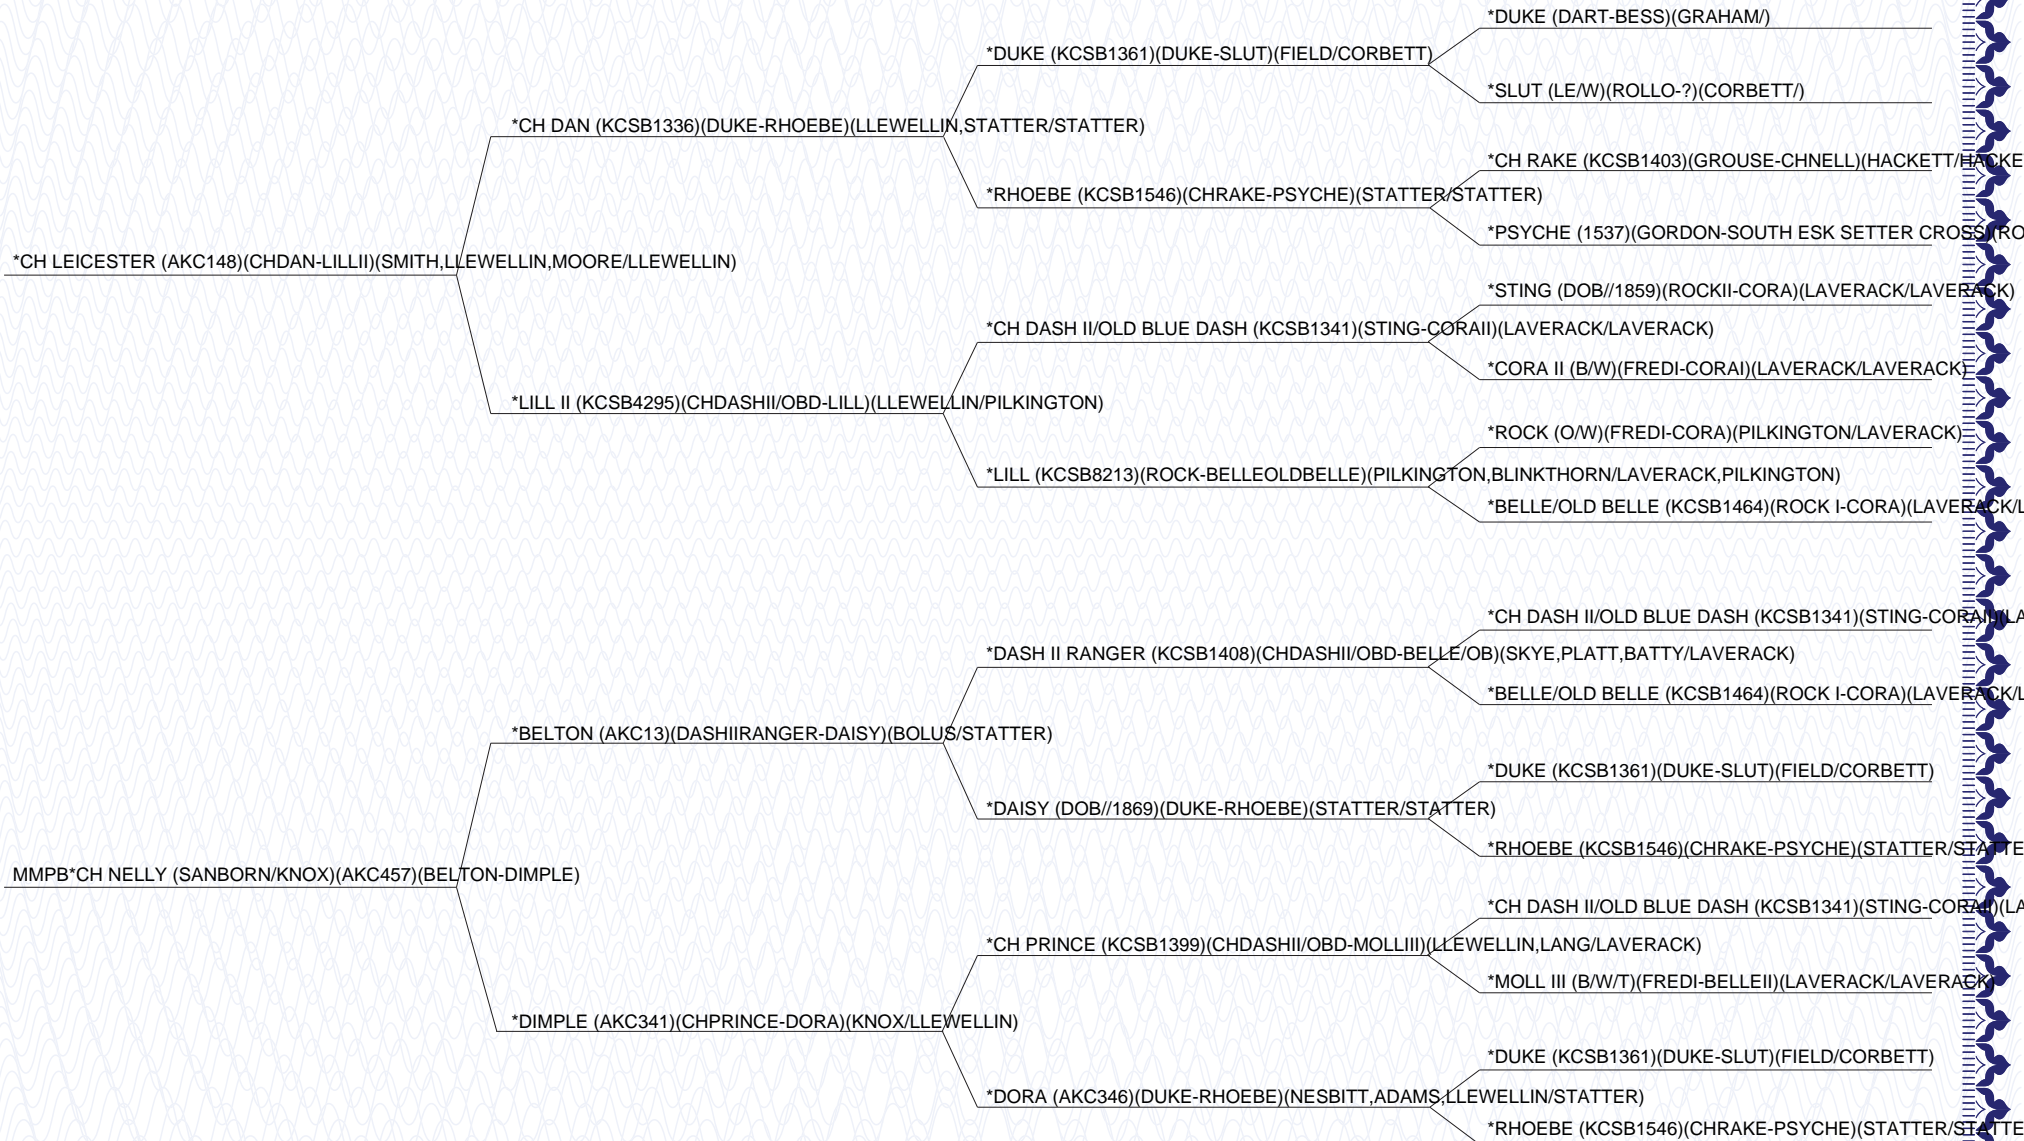 *DUKE (DART-BESS)(GRAHAM/)
*DUKE (KCSB1361)(DUKE-SLUT)(FIELD/CORBETT)
*SLUT (LE/W)(ROLLO-?)(CORBETT/)
*CH DAN (KCSB1336)(DUKE-RHOEBE)(LLEWELLIN,STATTER/STATTER)
*CH RAKE (KCSB1403)(GROUSE-CHNELL)(HACKETT/HACKE
*RHOEBE (KCSB1546)(CHRAKE-PSYCHE)(STATTER/STATTER)
*PSYCHE (1537)(GORDON-SOUTH ESK SETTER CROSS)(RO
*CH LEICESTER (AKC148)(CHDAN-LILLII)(SMITH,LLEWELLIN,MOORE/LLEWELLIN)
*STING (DOB//1859)(ROCKII-CORA)(LAVERACK/LAVERACK)
*CH DASH II/OLD BLUE DASH (KCSB1341)(STING-CORAII)(LAVERACK/LAVERACK)
*CORA II (B/W)(FREDI-CORAI)(LAVERACK/LAVERACK)
*LILL II (KCSB4295)(CHDASHII/OBD-LILL)(LLEWELLIN/PILKINGTON)
*ROCK (O/W)(FREDI-CORA)(PILKINGTON/LAVERACK)
*LILL (KCSB8213)(ROCK-BELLEOLDBELLE)(PILKINGTON,BLINKTHORN/LAVERACK,PILKINGTON)
*BELLE/OLD BELLE (KCSB1464)(ROCK I-CORA)(LAVERACK/L
*CH DASH II/OLD BLUE DASH (KCSB1341)(STING-CORAII)(LA
*DASH II RANGER (KCSB1408)(CHDASHII/OBD-BELLE/OB)(SKYE,PLATT,BATTY/LAVERACK)
*BELLE/OLD BELLE (KCSB1464)(ROCK I-CORA)(LAVERACK/L
*BELTON (AKC13)(DASHIIRANGER-DAISY)(BOLUS/STATTER)
*DUKE (KCSB1361)(DUKE-SLUT)(FIELD/CORBETT)
*DAISY (DOB//1869)(DUKE-RHOEBE)(STATTER/STATTER)
*RHOEBE (KCSB1546)(CHRAKE-PSYCHE)(STATTER/STATTE
MMPB*CH NELLY (SANBORN/KNOX)(AKC457)(BELTON-DIMPLE)
*CH DASH II/OLD BLUE DASH (KCSB1341)(STING-CORAII)(LA
*CH PRINCE (KCSB1399)(CHDASHII/OBD-MOLLIII)(LLEWELLIN,LANG/LAVERACK)
*MOLL III (B/W/T)(FREDI-BELLEII)(LAVERACK/LAVERACK)
*DIMPLE (AKC341)(CHPRINCE-DORA)(KNOX/LLEWELLIN)
*DUKE (KCSB1361)(DUKE-SLUT)(FIELD/CORBETT)
*DORA (AKC346)(DUKE-RHOEBE)(NESBITT,ADAMS,LLEWELLIN/STATTER)
*RHOEBE (KCSB1546)(CHRAKE-PSYCHE)(STATTER/STATTE